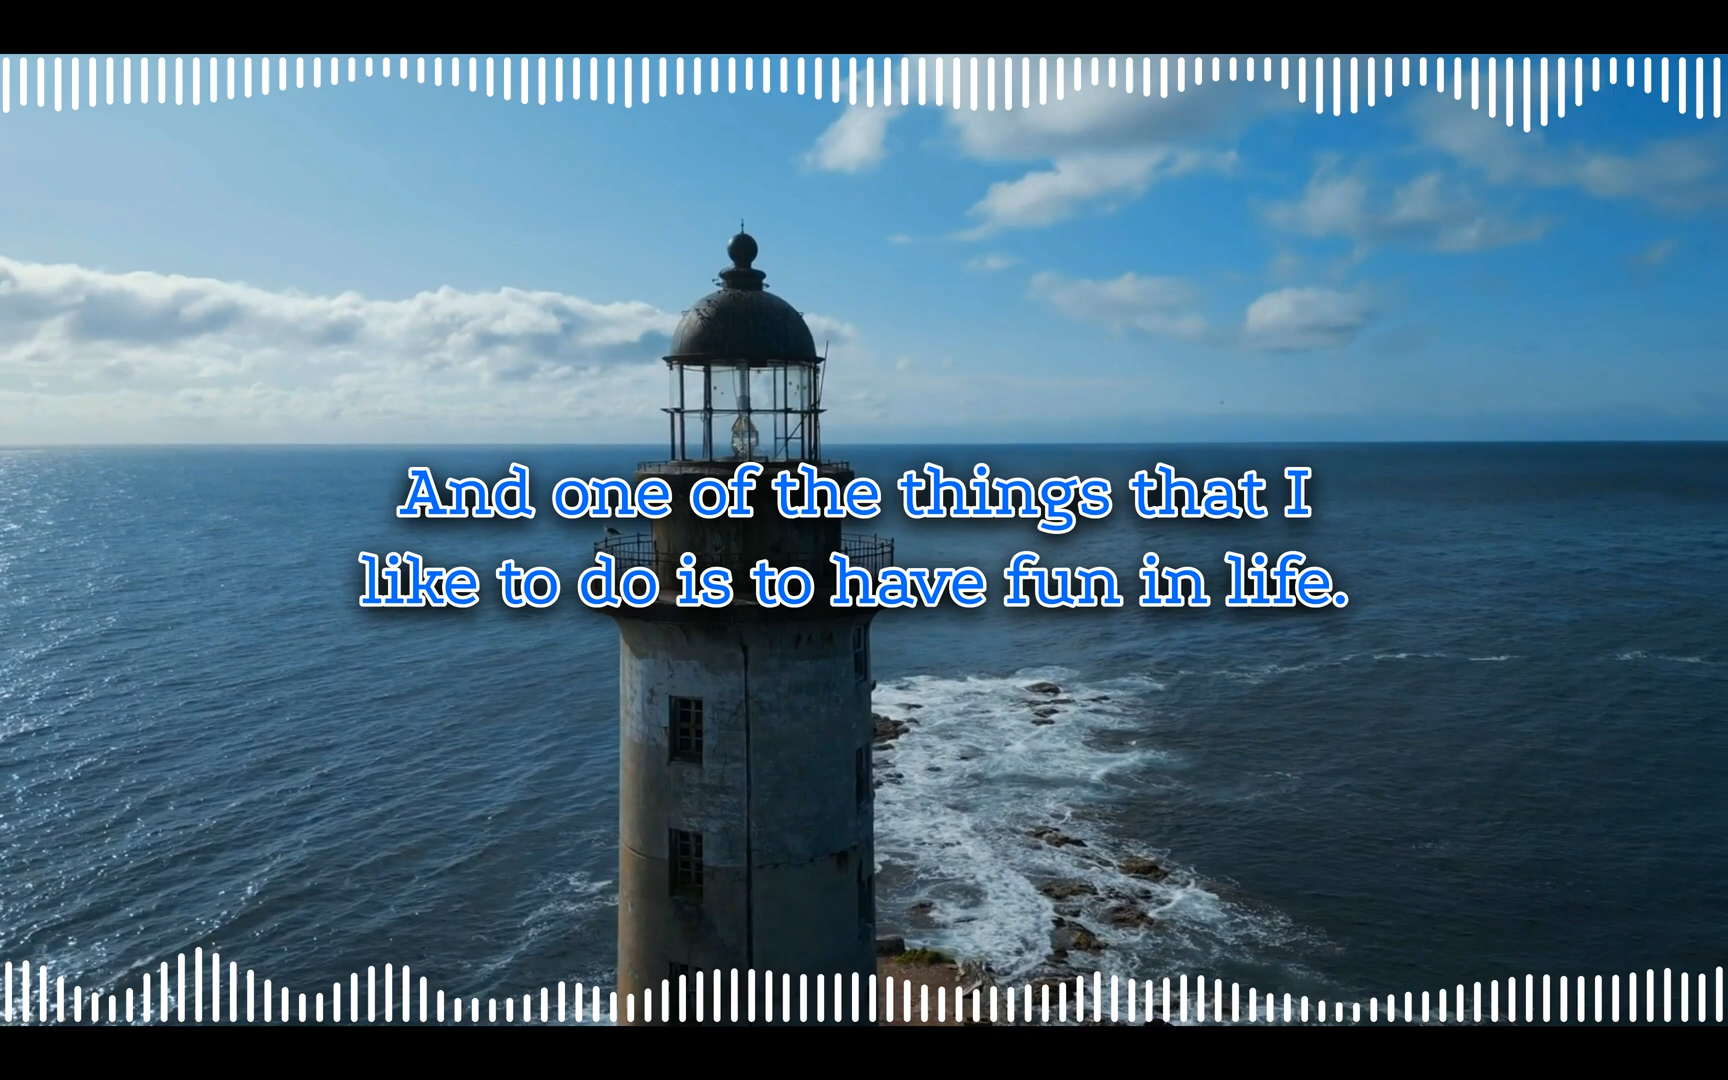 And one of the things that I
like to do is to have fun in life.